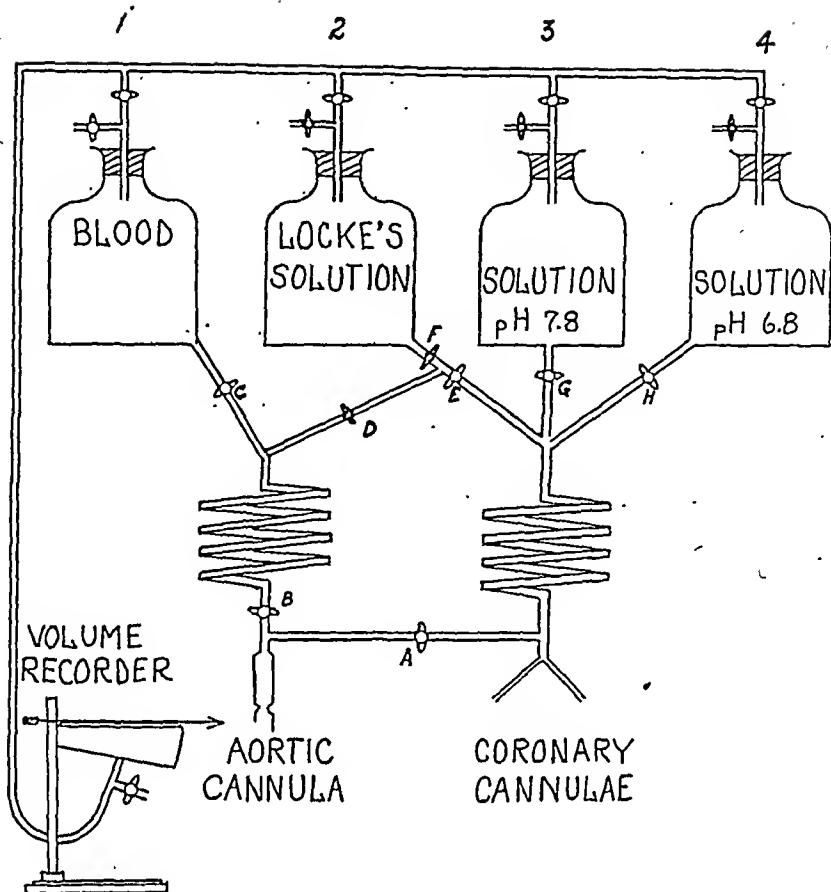 1 2 3 4
BLOOD
LOCKE'S
SOLUTION
SOLUTION
pH 7.8
SOLUTION
pH 6.8
F
E
G
H
C
D
B
A
VOLUME
RECORDER
AORTIC
CANNULA
CORONARY
CANNULAE